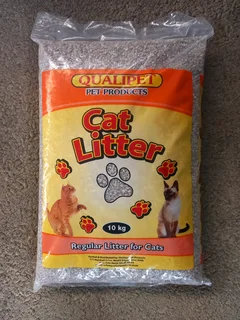 QUALIPET
PET PRODUCTS
Cat
Litter
10 kg
Regular Litter for Cats